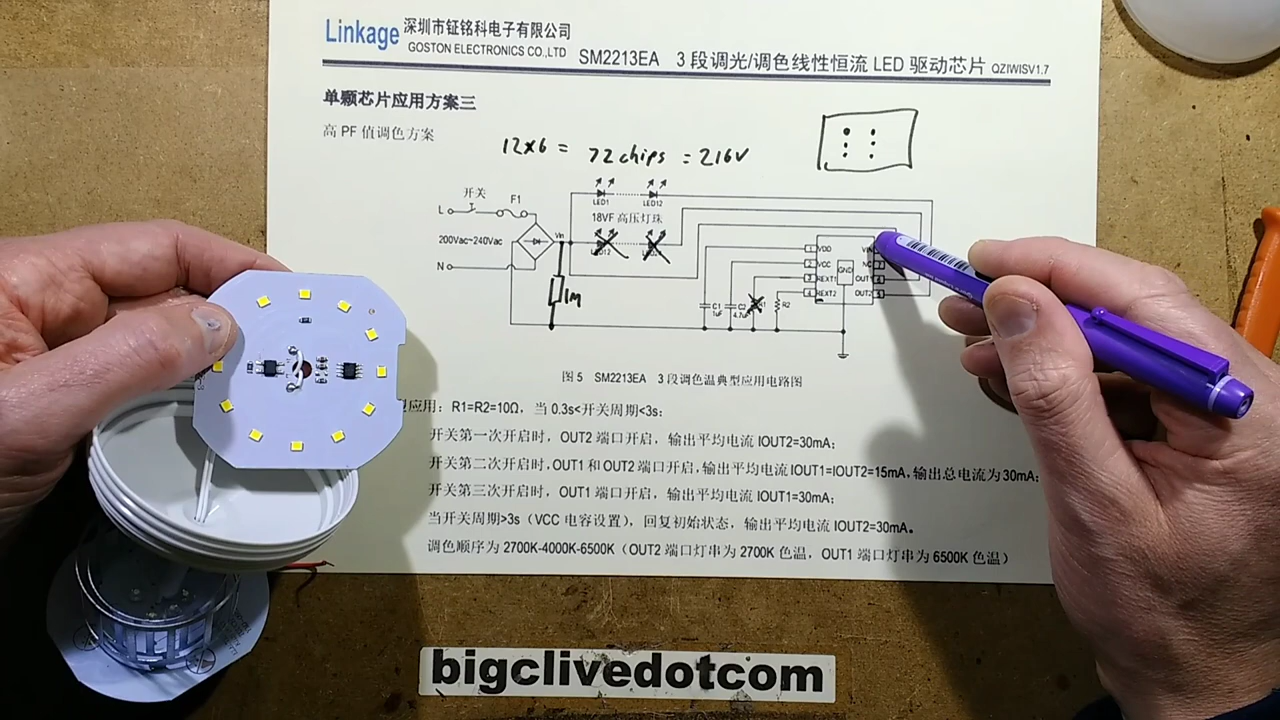 Linkage 深圳市钲铭科电子有限公司
GOSTON ELECTRONICS CO.,LTD
SM2213EA 3 段调光/调色线性恒流 LED 驱动芯片 QZIWISV1.7
单颗芯片应用方案三
高 PF 值调色方案
12x6 = 72 chips = 216V
开关
F1
L
LED1
LED12
18VF 高压灯珠
200Vac~240Vac
Vin
N
1M
1 VDD
2 VCC
3 REXT1
4 REXT2
GND
OUT2 5
C1
1uF
C2
4.7uF
R2
图 5 SM2213EA 3 段调色温典型应用电路图
型应用：R1=R2=10Ω，当 0.3s<开关周期<3s：
开关第一次开启时，OUT2 端口开启，输出平均电流 IOUT2=30mA；
开关第二次开启时，OUT1 和 OUT2 端口开启，输出平均电流 IOUT1=IOUT2=15mA，输出总电流为 30mA；
开关第三次开启时，OUT1 端口开启，输出平均电流 IOUT1=30mA；
当开关周期>3s（VCC 电容设置），回复初始状态，输出平均电流 IOUT2=30mA。
调色顺序为 2700K-4000K-6500K（OUT2 端口灯串为 2700K 色温，OUT1 端口灯串为 6500K 色温）
bigclivedotcom